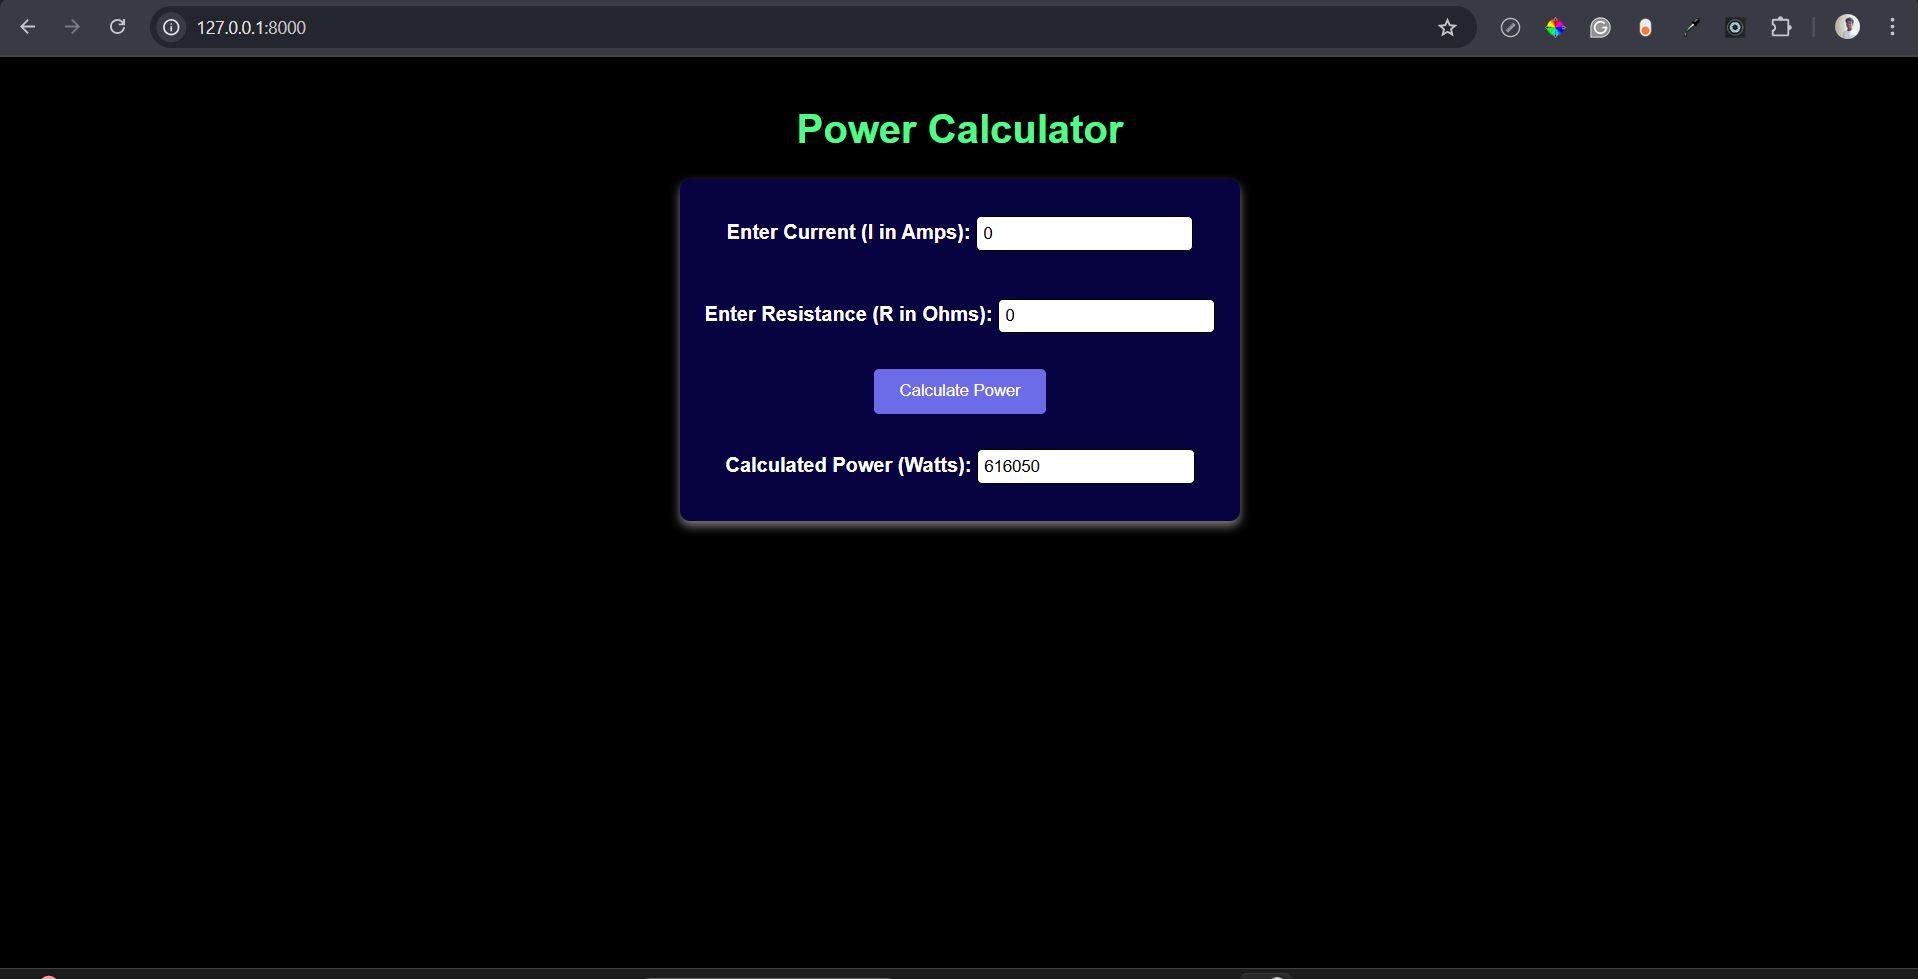 127.0.0.1:8000
Power Calculator
Enter Current (I in Amps): 0
Enter Resistance (R in Ohms): 0
Calculate Power
Calculated Power (Watts): 616050